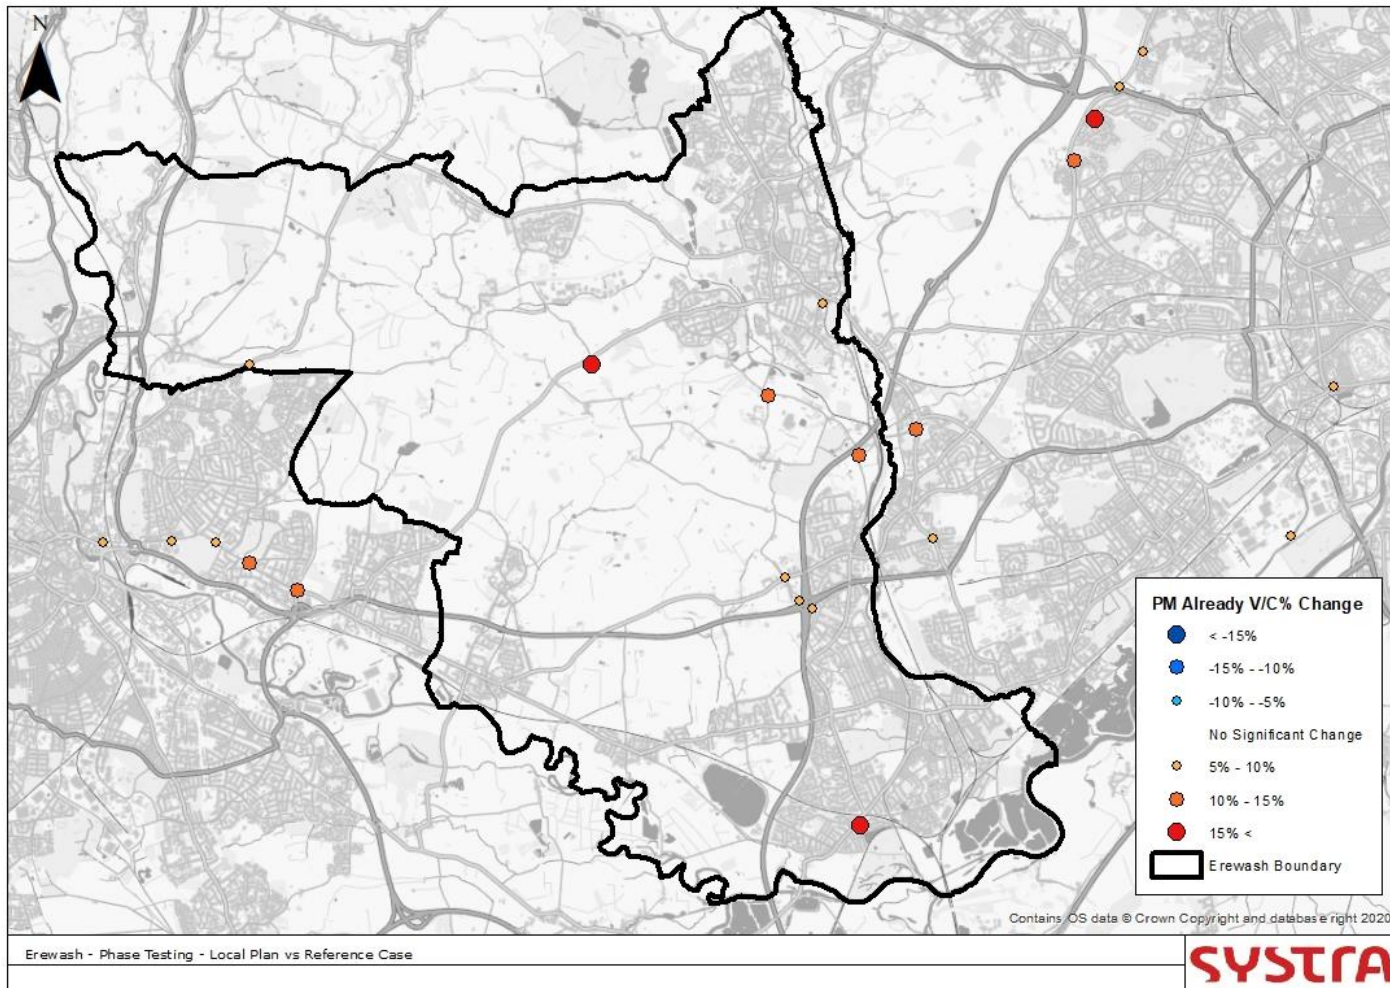 N
PM Already V/C% Change
< -15%
-15% - -10%
-10% - -5%
No Significant Change
5% - 10%
10% - 15%
15% <
Erewash Boundary
Contains OS data © Crown Copyright and database right 2020
Erewash - Phase Testing - Local Plan vs Reference Case
SYSTRA